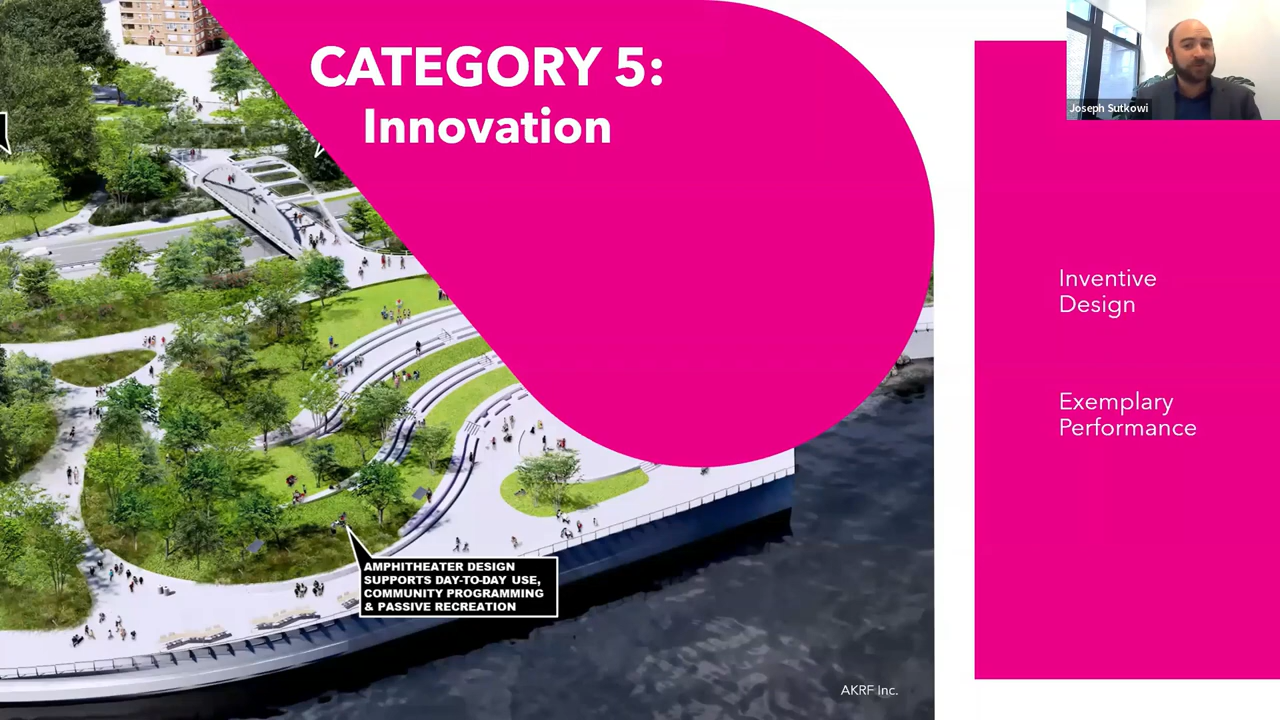 CATEGORY 5:
Innovation
Joseph Sutkowi
Inventive
Design
Exemplary
Performance
AMPHITHEATER DESIGN
SUPPORTS DAY-TO-DAY USE,
COMMUNITY PROGRAMMING
& PASSIVE RECREATION
AKRF Inc.